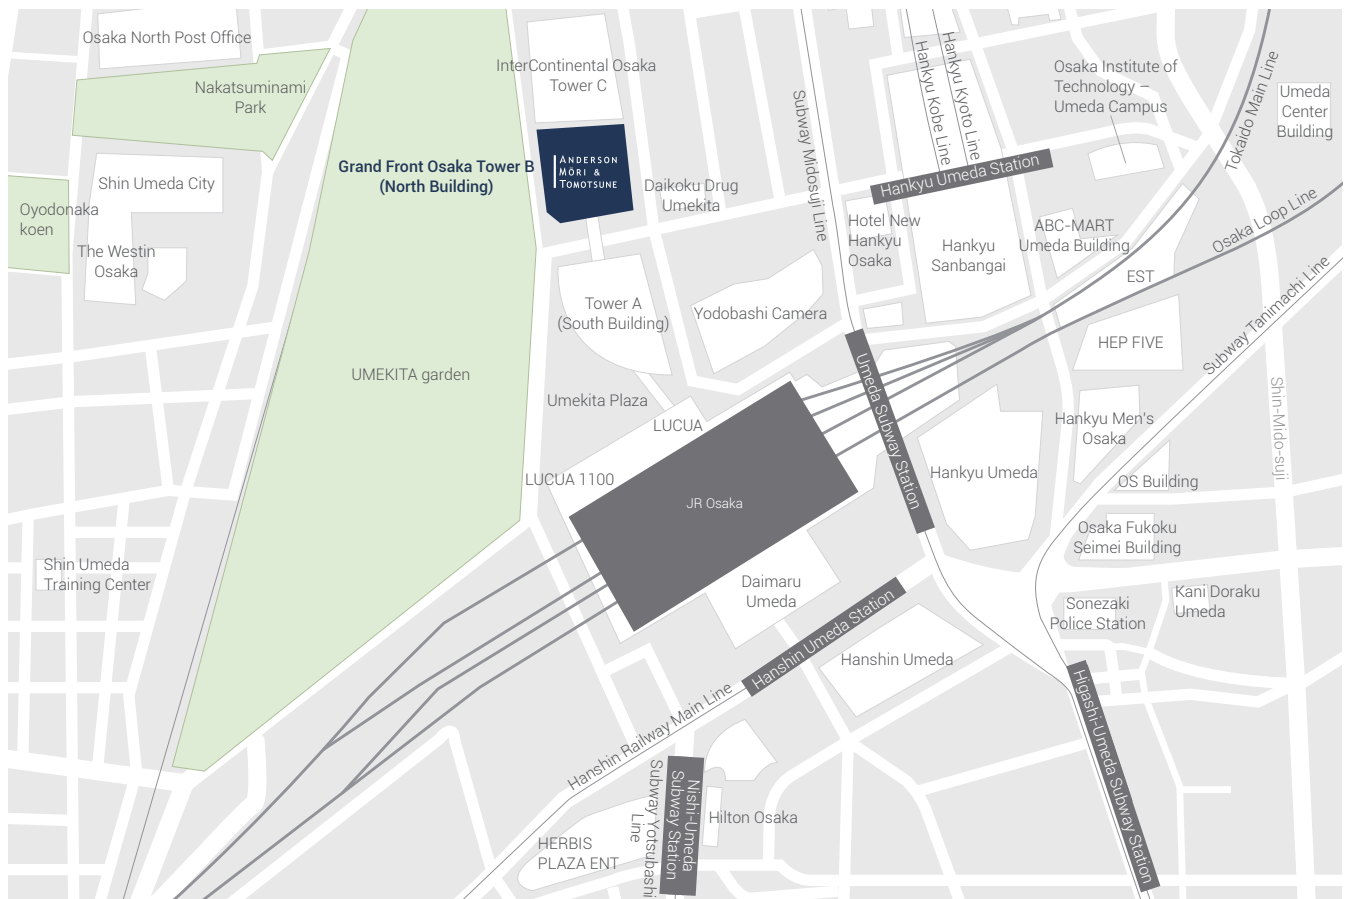 Osaka North Post Office
Nakatsuminami
Park
InterContinental Osaka
Tower C
Grand Front Osaka Tower B
(North Building)
ANDERSON
MŌRI &
TOMOTSUNE
Shin Umeda City
Oyodonaka
koen
The Westin
Osaka
Daikoku Drug
Umekita
Subway Midosuji Line
Hankyu Kobe Line
Hankyu Kyoto Line
Hankyu Umeda Station
Osaka Institute of
Technology –
Umeda Campus
Tokaido Main Line
Umeda
Center
Building
Osaka Loop Line
Hotel New
Hankyu
Osaka
Hankyu
Sanbangai
ABC-MART
Umeda Building
EST
Subway Tanimachi Line
Tower A
(South Building)
Yodobashi Camera
HEP FIVE
UMEKITA garden
Umekita Plaza
LUCUA
LUCUA 1100
JR Osaka
Umeda Subway Station
Hankyu Umeda
Hankyu Men's
Osaka
Shin-Mido-suji
OS Building
Osaka Fukoku
Seimei Building
Shin Umeda
Training Center
Daimaru
Umeda
Hanshin Umeda Station
Hanshin Umeda
Sonezaki
Police Station
Kani Doraku
Umeda
Higashi-Umeda Subway Station
Hanshin Railway Main Line
Nishi-Umeda
Subway Station
Subway Yotsubashi
Line
Hilton Osaka
HERBIS
PLAZA ENT